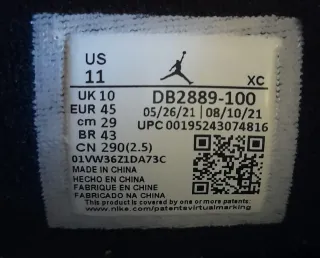 US
11
XC
UK 10
DB2889-100
EUR 45
05/26/21 08/10/21
cm 29
UPC 00195243074816
BR 43
CN 290(2.5)
01VW36Z1DA73C
MADE IN CHINA
HECHO EN CHINA
FABRIQUE EN CHINE
FABRICADO NA CHINA
This product is covered by one or more patents.
www.nike.com/patentsvirtualmarking